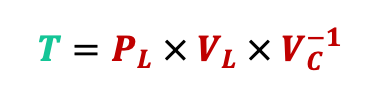 T = P_L × V_L × V_C^{-1}